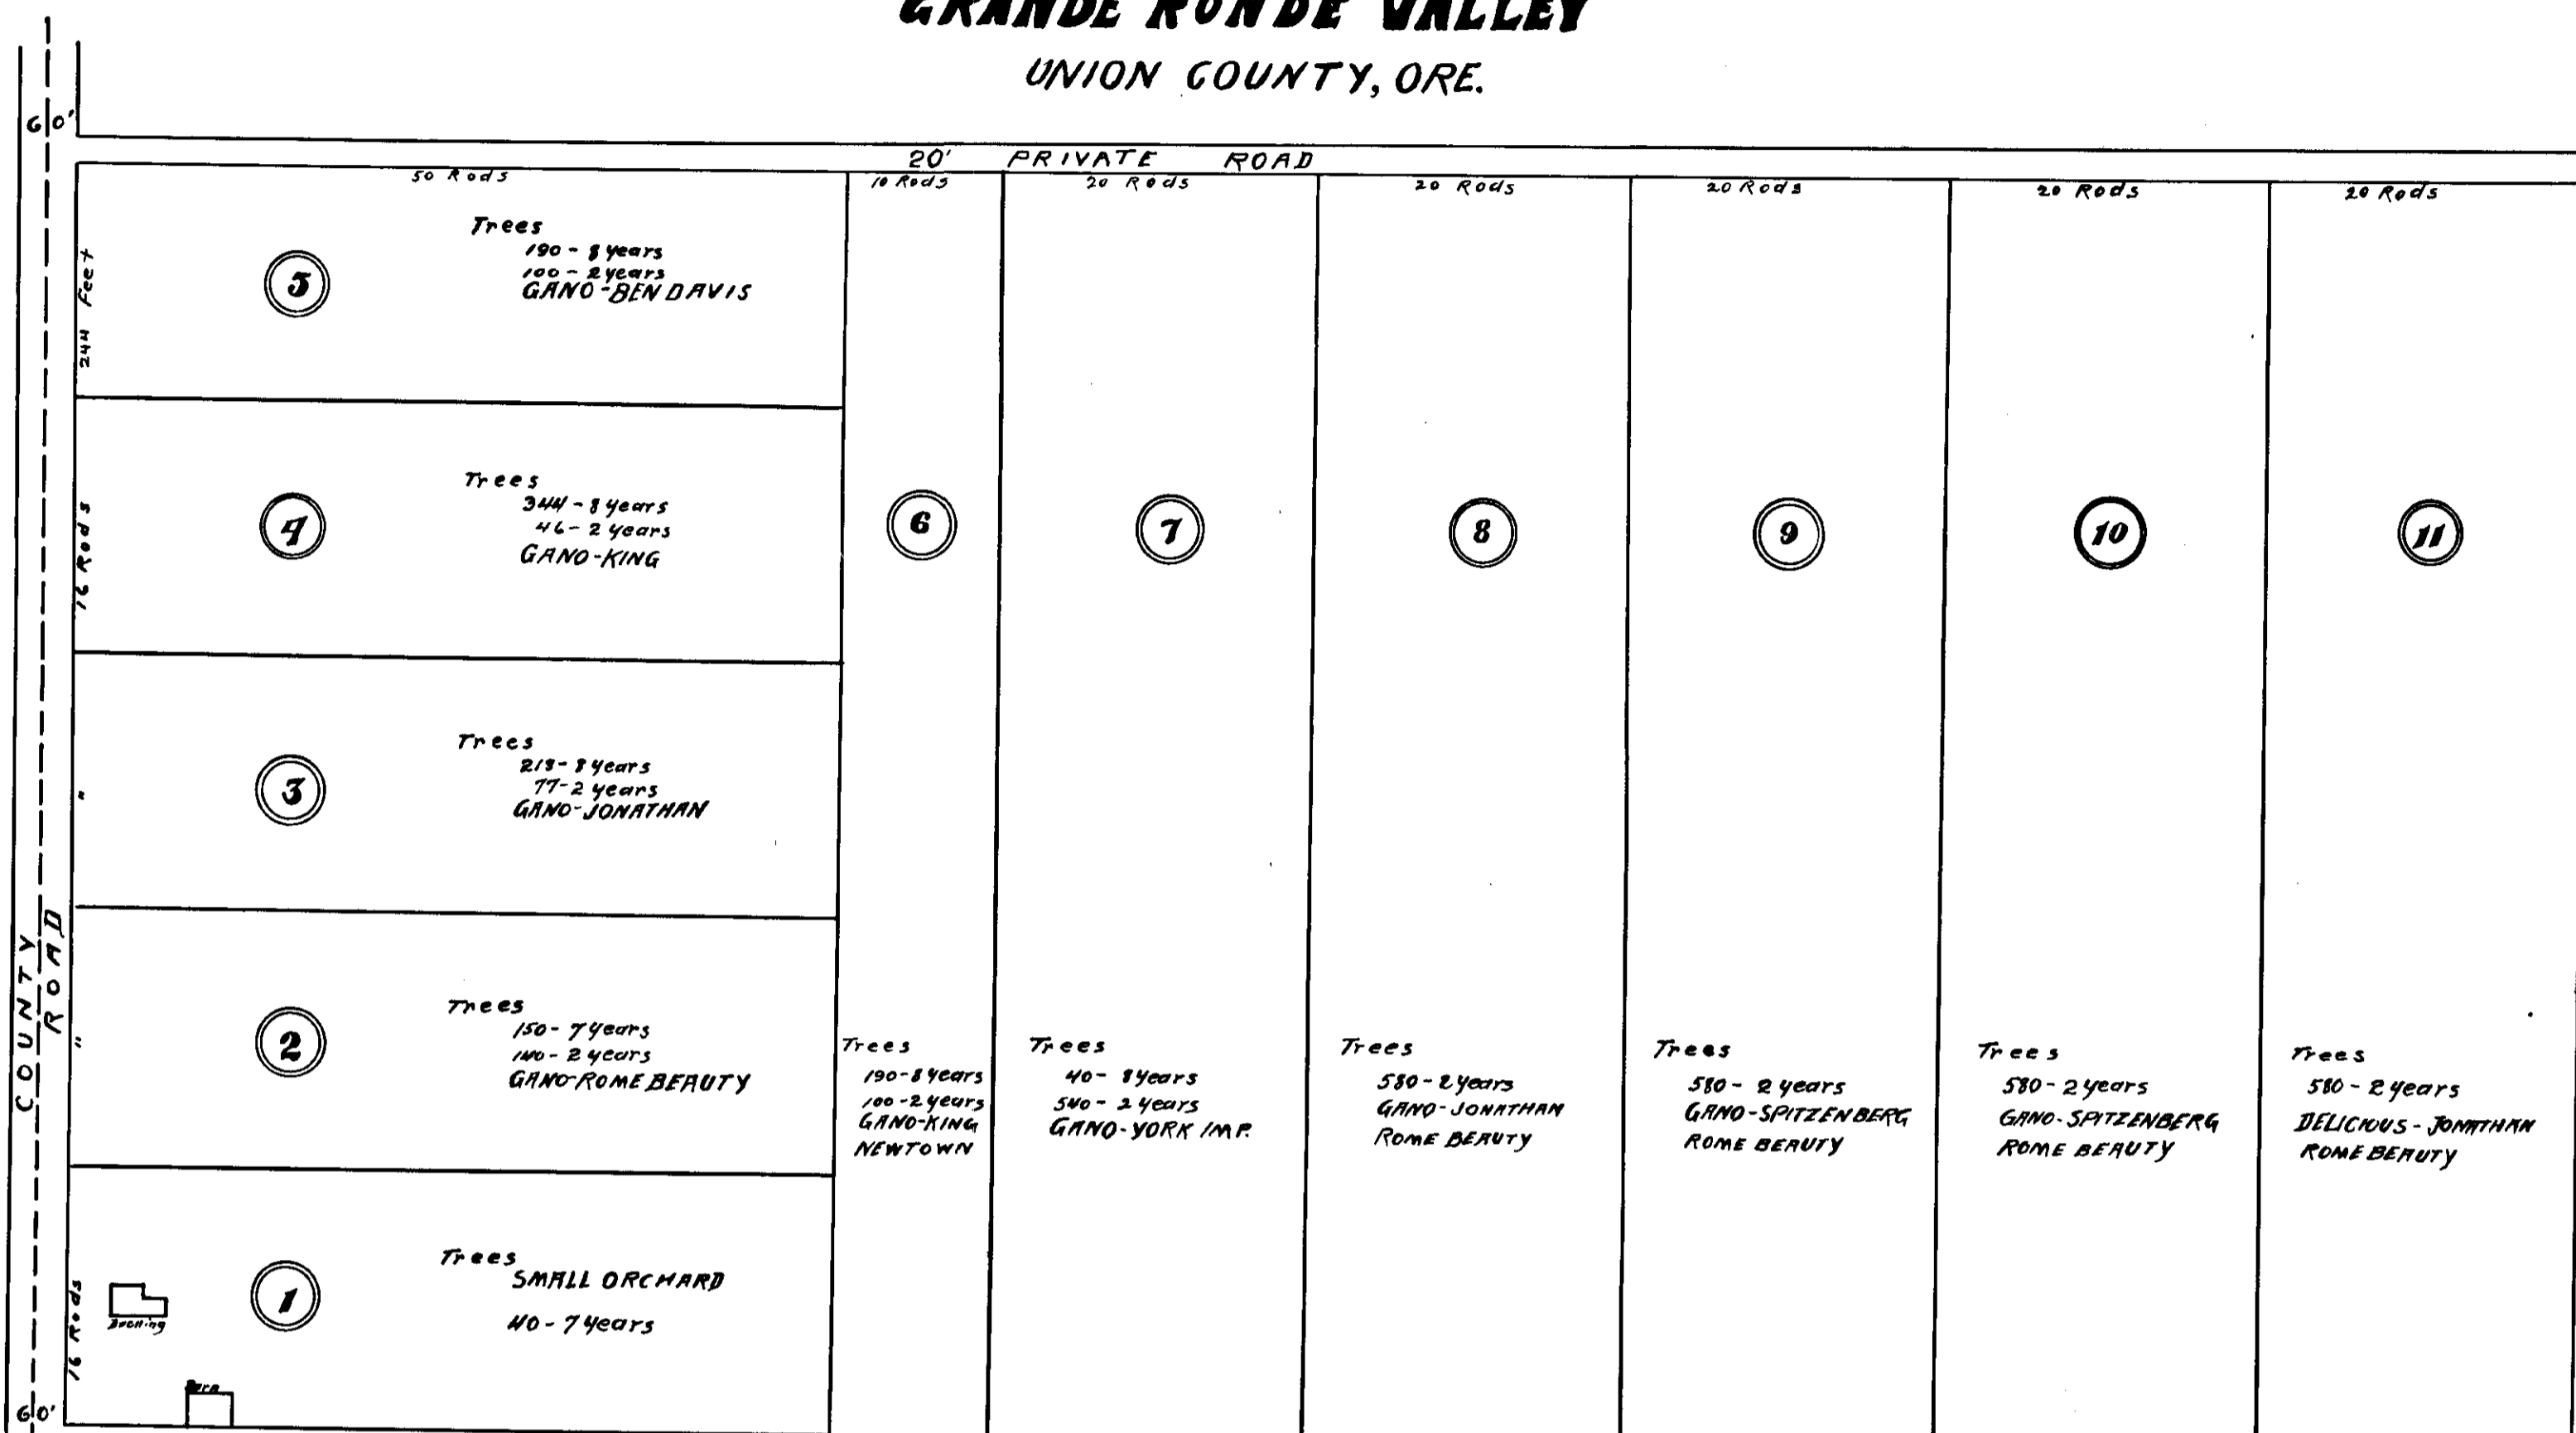 GRANDE RONDE VALLEY
UNION COUNTY, ORE.
60'
20' PRIVATE ROAD
50 Rods
10 Rods
20 Rods
20 Rods
20 Rods
20 Rods
20 Rods
244 Feet
5
Trees
190 - 8 years
100 - 2 years
GANO-BEN DAVIS
16 Rods
4
Trees
344 - 8 years
46 - 2 years
GANO-KING
6
7
8
9
10
11
"
3
Trees
218 - 8 years
77 - 2 years
GANO-JONATHAN
COUNTY
ROAD
"
2
Trees
150 - 7 years
140 - 2 years
GANO-ROME BEAUTY
Trees
190-8 years
100-2 years
GANO-KING
NEWTOWN
Trees
40 - 8 years
540 - 2 years
GANO-YORK IMP.
Trees
580 - 2 years
GANO-JONATHAN
ROME BEAUTY
Trees
580 - 2 years
GANO-SPITZENBERG
ROME BEAUTY
Trees
580 - 2 years
GANO-SPITZENBERG
ROME BEAUTY
Trees
580 - 2 years
DELICIOUS-JONATHAN
ROME BEAUTY
16 Rods
1
Trees
SMALL ORCHARD
40 - 7 years
Dwelling
Barn
60'